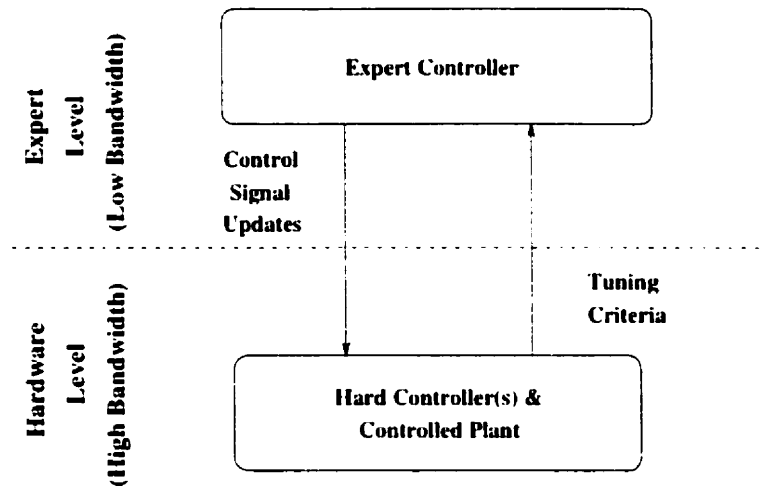 Expert Controller
Expert
Level
(Low Bandwidth)
Control
Signal
Updates
Tuning
Criteria
Hardware
Level
(High Bandwidth)
Hard Controller(s) &
Controlled Plant